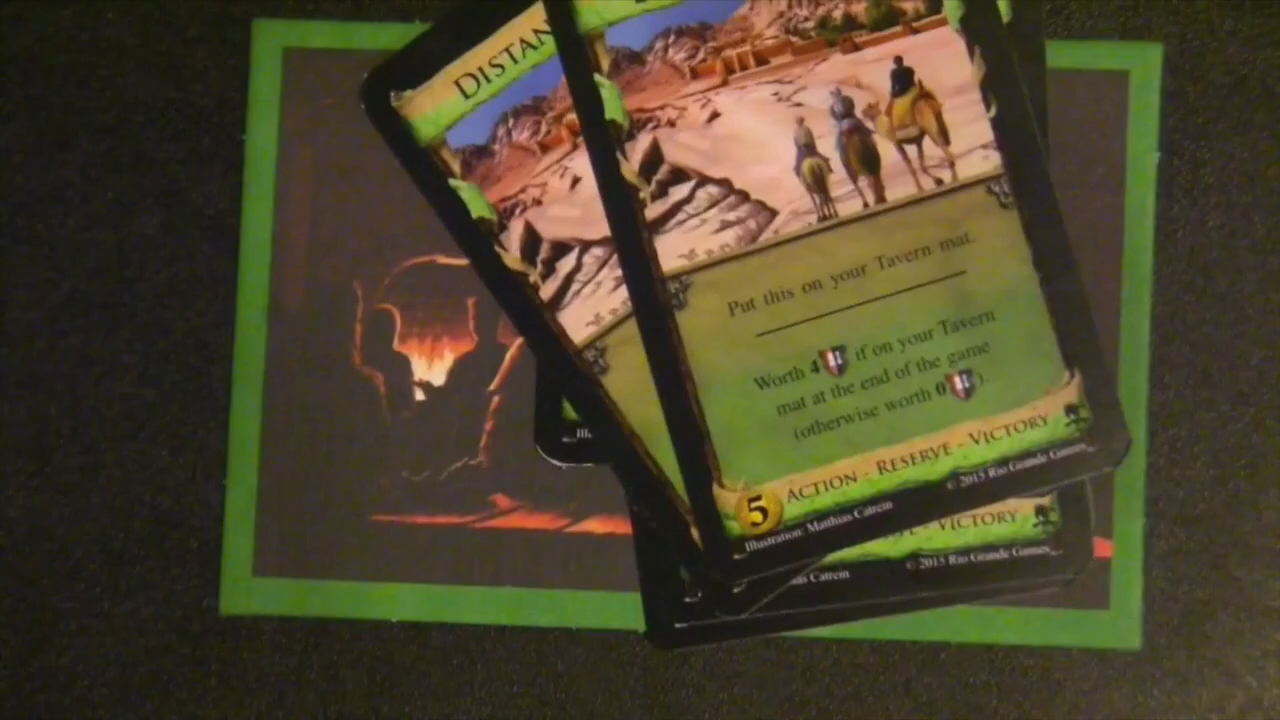 DISTAN
Put this on your Tavern mat.
Worth 4 if on your Tavern
mat at the end of the game
(otherwise worth 0).
5 ACTION - RESERVE - VICTORY
Illustration: Matthias Catrein © 2015 Rio Grande Games
- VICTORY
Catrein © 2015 Rio Grande Games
Ill